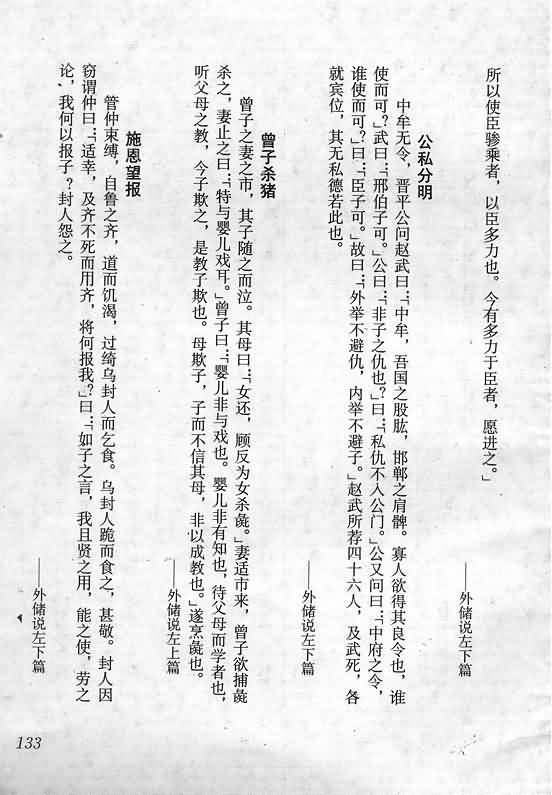 所以使臣骖乘者，以臣多力也。今有多力于臣者，愿进之。」
——外储说左下篇
公私分明
中牟无令，晋平公问赵武曰：「中牟，吾国之股肱，邯郸之肩髀。寡人欲得其良令也，谁
使而可？」武曰：「邢伯子可。」公曰：「非子之仇也？」曰：「私仇不入公门。」公又问曰：「中府之令，
谁使而可？」曰：「臣子可。」故曰：「外举不避仇，内举不避子。」赵武所荐四十六人，及武死，各
就宾位，其无私德若此也。
——外储说左下篇
曾子杀猪
曾子之妻之市，其子随之而泣。其母曰：「女还，顾反为女杀彘。」妻适市来，曾子欲捕彘
杀之，妻止之曰：「特与婴儿戏耳。」曾子曰：「婴儿非与戏也。婴儿非有知也，待父母而学者也，
听父母之教，今子欺之，是教子欺也。母欺子，子而不信其母，非以成教也。」遂烹彘也。
——外储说左上篇
施恩望报
管仲束缚，自鲁之齐，道而饥渴，过绮乌封人而乞食。乌封人跪而食之，甚敬。封人因
窃谓仲曰：「适幸，及齐不死而用齐，将何报我？」曰：「如子之言，我且贤之用，能之使，劳之
论，我何以报子？」封人怨之。
——外储说左下篇
133